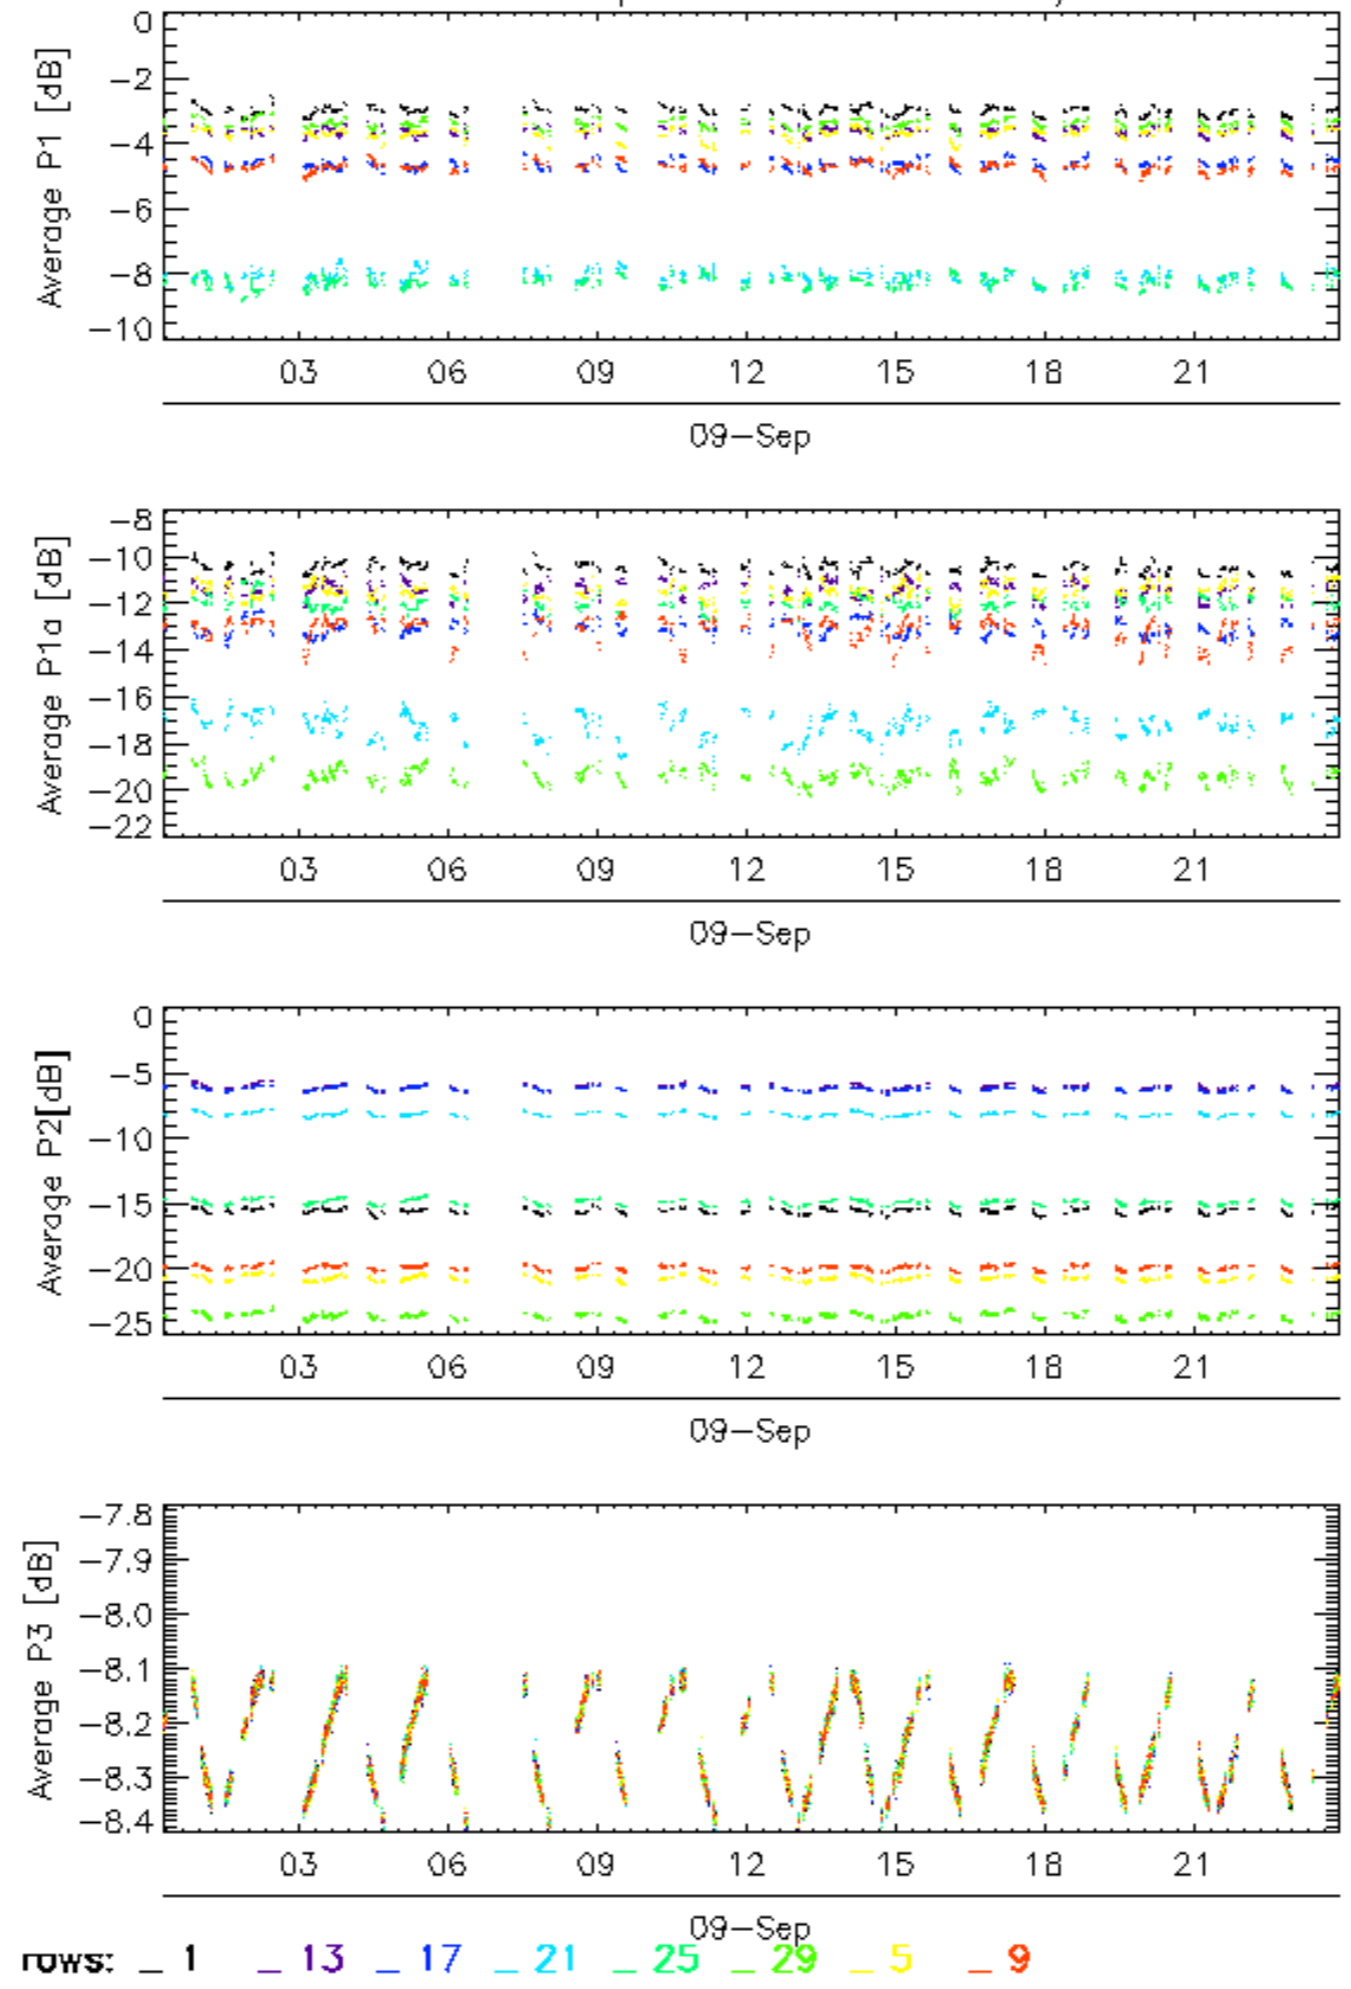 0
−2
−4
−6
−8
−10
Average P1 [dB]
03 06 09 12 15 18 21
09−Sep
−8
−10
−12
−14
−16
−18
−20
−22
Average P1a [dB]
03 06 09 12 15 18 21
09−Sep
0
−5
−10
−15
−20
−25
Average P2[dB]
03 06 09 12 15 18 21
09−Sep
−7.8
−7.9
−8.0
−8.1
−8.2
−8.3
−8.4
Average P3 [dB]
03 06 09 12 15 18 21
09−Sep
rows: _ 1 _ 13 _ 17 _ 21 _ 25 _ 29 _ 5 _ 9